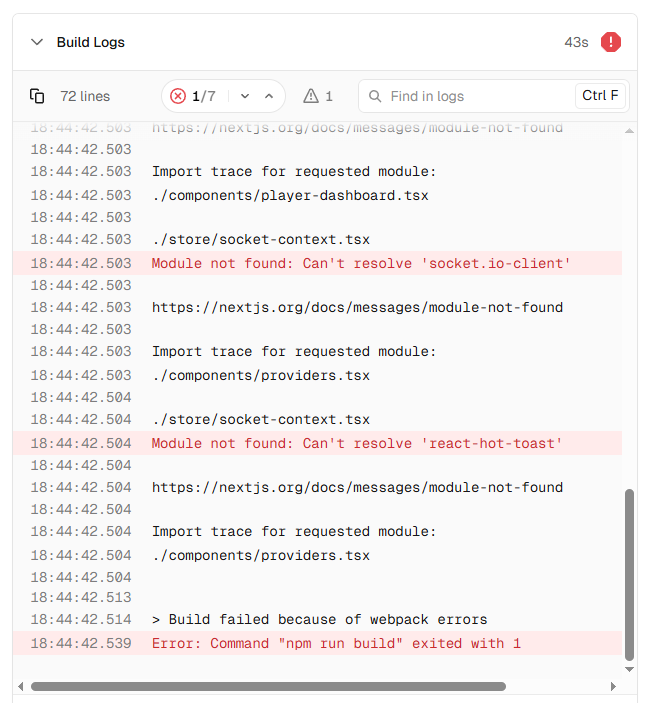 Build Logs 43s
72 lines 1/7 1 Find in logs Ctrl F
18:44:42.503 https://nextjs.org/docs/messages/module-not-found
18:44:42.503
18:44:42.503 Import trace for requested module:
18:44:42.503 ./components/player-dashboard.tsx
18:44:42.503
18:44:42.503 ./store/socket-context.tsx
18:44:42.503 Module not found: Can't resolve 'socket.io-client'
18:44:42.503
18:44:42.503 https://nextjs.org/docs/messages/module-not-found
18:44:42.503
18:44:42.503 Import trace for requested module:
18:44:42.503 ./components/providers.tsx
18:44:42.504
18:44:42.504 ./store/socket-context.tsx
18:44:42.504 Module not found: Can't resolve 'react-hot-toast'
18:44:42.504
18:44:42.504 https://nextjs.org/docs/messages/module-not-found
18:44:42.504
18:44:42.504 Import trace for requested module:
18:44:42.504 ./components/providers.tsx
18:44:42.504
18:44:42.513
18:44:42.514 > Build failed because of webpack errors
18:44:42.539 Error: Command "npm run build" exited with 1